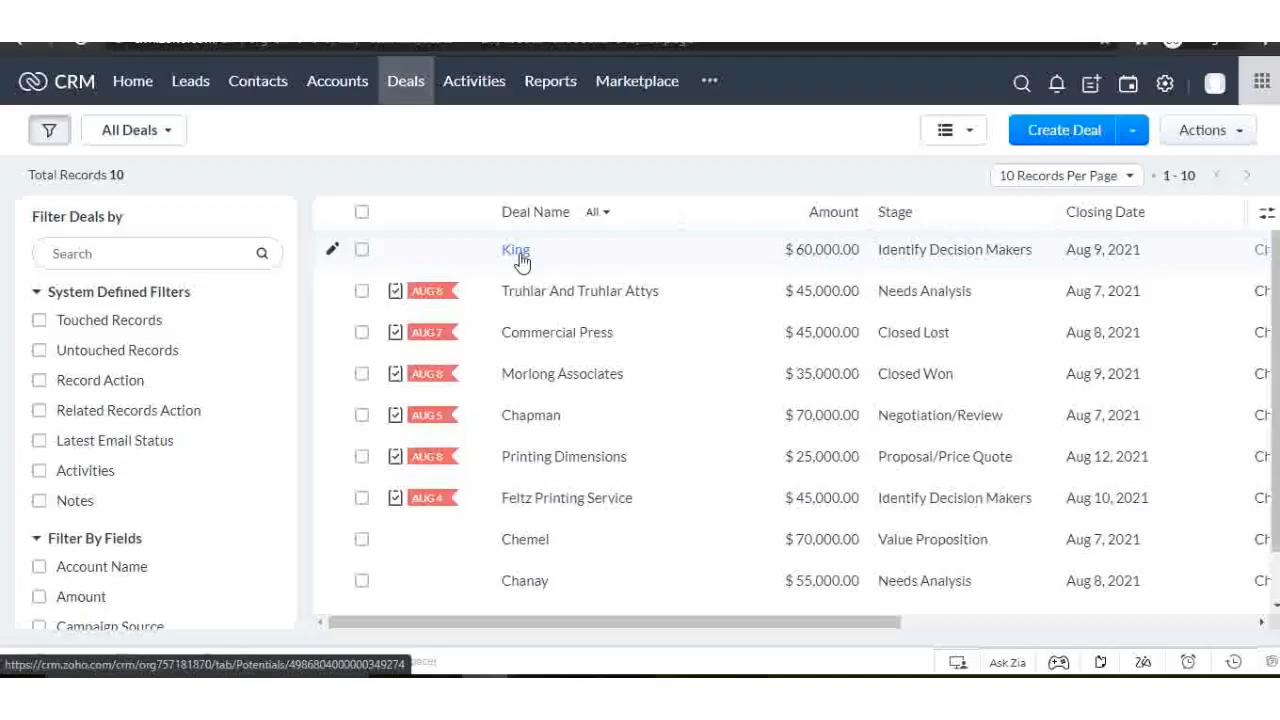 CRM Home Leads Contacts Accounts Deals Activities Reports Marketplace •••
All Deals
Create Deal
Actions
Total Records 10
10 Records Per Page
1 - 10
Filter Deals by
Search
System Defined Filters
Touched Records
Untouched Records
Record Action
Related Records Action
Latest Email Status
Activities
Notes
Filter By Fields
Account Name
Amount
Campaign Source
Deal Name All Amount Stage Closing Date
King $ 60,000.00 Identify Decision Makers Aug 9, 2021
AUG 8 Truhlar And Truhlar Attys $ 45,000.00 Needs Analysis Aug 7, 2021
AUG 7 Commercial Press $ 45,000.00 Closed Lost Aug 8, 2021
AUG 8 Morlong Associates $ 35,000.00 Closed Won Aug 9, 2021
AUG 5 Chapman $ 70,000.00 Negotiation/Review Aug 7, 2021
AUG 8 Printing Dimensions $ 25,000.00 Proposal/Price Quote Aug 12, 2021
AUG 4 Feltz Printing Service $ 45,000.00 Identify Decision Makers Aug 10, 2021
Chemel $ 70,000.00 Value Proposition Aug 7, 2021
Chanay $ 55,000.00 Needs Analysis Aug 8, 2021
https://crm.zoho.com/crm/org757181870/tab/Potentials/4986804000000349274
Ask Zia